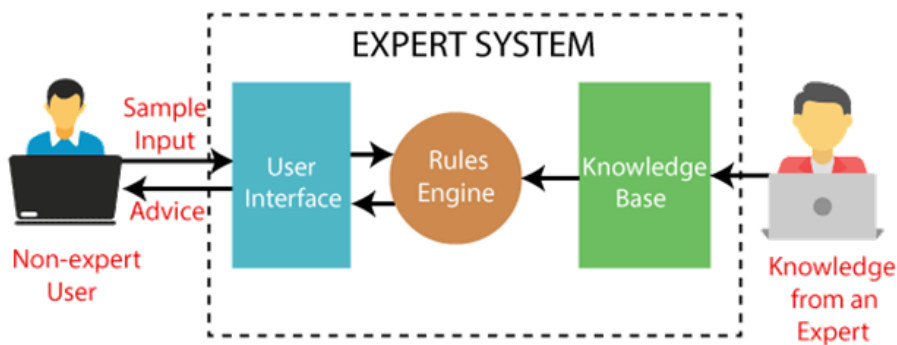 EXPERT SYSTEM
Sample
Input
Advice
Non-expert
User
User
Interface
Rules
Engine
Knowledge
Base
Knowledge
from an
Expert